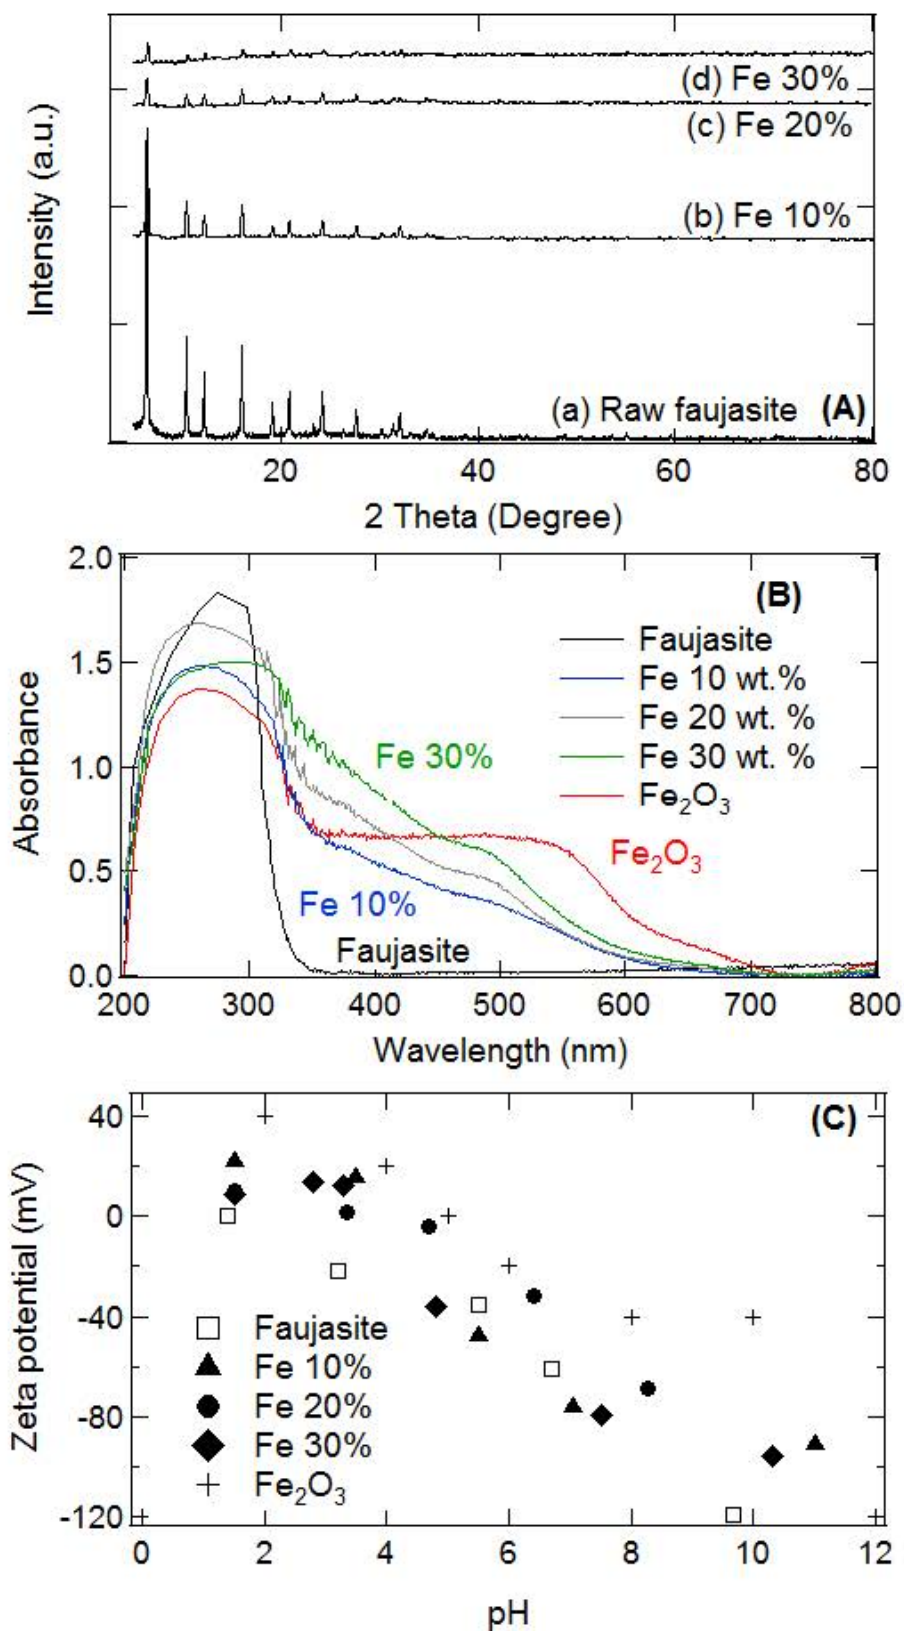 Intensity (a.u.)
(d) Fe 30%
(c) Fe 20%
(b) Fe 10%
(a) Raw faujasite (A)
20 40 60 80
2 Theta (Degree)
Absorbance
2.0
1.5
1.0
0.5
0.0
(B)
Faujasite
Fe 10 wt.%
Fe 20 wt. %
Fe 30 wt. %
Fe₂O₃
Fe 30%
Fe₂O₃
Fe 10%
Faujasite
200 300 400 500 600 700 800
Wavelength (nm)
Zeta potential (mV)
40
0
-40
-80
-120
(C)
Faujasite
Fe 10%
Fe 20%
Fe 30%
Fe₂O₃
0 2 4 6 8 10 12
pH